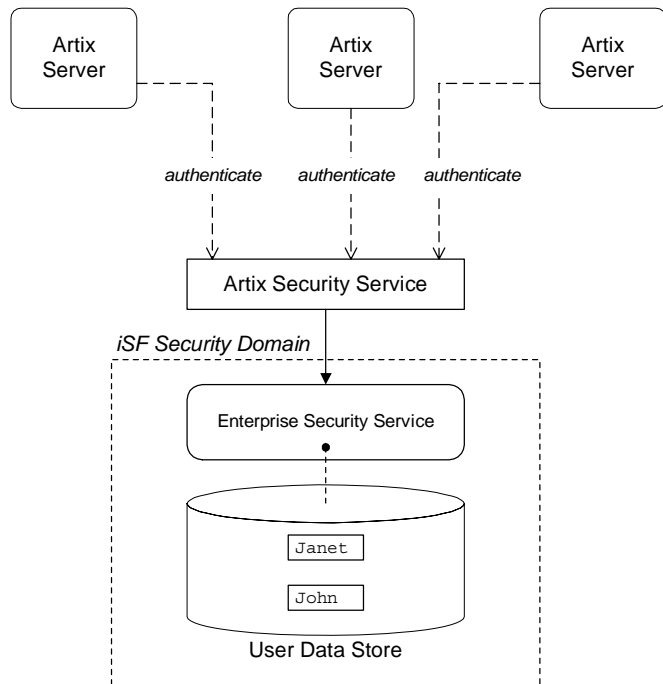 Artix
Server
Artix
Server
Artix
Server
authenticate
authenticate
authenticate
Artix Security Service
iSF Security Domain
Enterprise Security Service
Janet
John
User Data Store